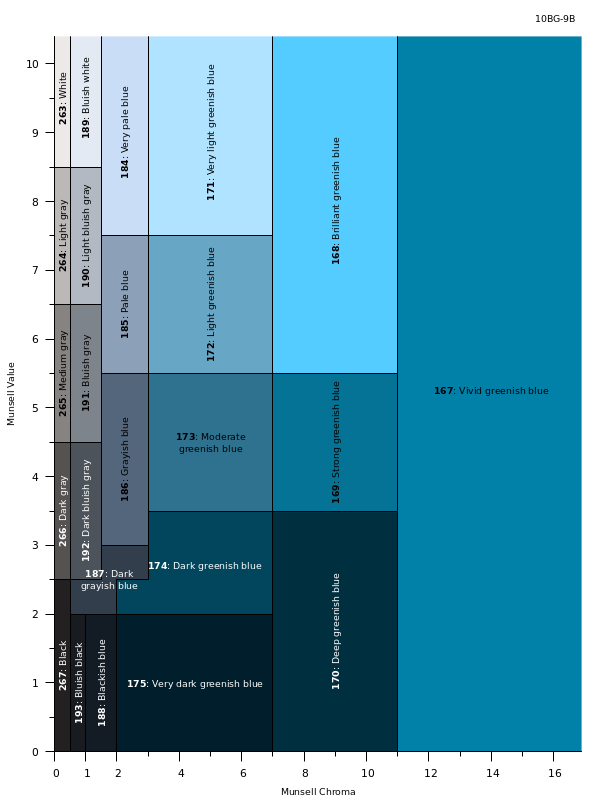 10BG-9B
Munsell Value
10
9
8
7
6
5
4
3
2
1
0
263: White
189: Bluish white
184: Very pale blue
171: Very light greenish blue
168: Brilliant greenish blue
264: Light gray
190: Light bluish gray
185: Pale blue
172: Light greenish blue
167: Vivid greenish blue
265: Medium gray
191: Bluish gray
186: Grayish blue
173: Moderate
greenish blue
169: Strong greenish blue
266: Dark gray
192: Dark bluish gray
187: Dark
grayish blue
174: Dark greenish blue
170: Deep greenish blue
267: Black
193: Bluish black
188: Blackish blue
175: Very dark greenish blue
0 1 2 4 6 8 10 12 14 16
Munsell Chroma